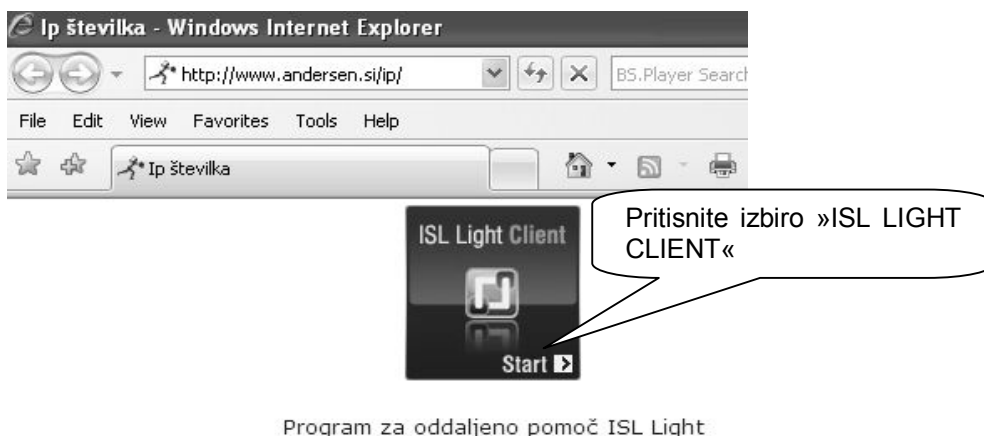 Ip številka - Windows Internet Explorer
http://www.andersen.si/ip/
BS.Player Search
File Edit View Favorites Tools Help
Ip številka
ISL Light Client
Start
Pritisnite izbiro »ISL LIGHT
CLIENT«
Program za oddaljeno pomoč ISL Light